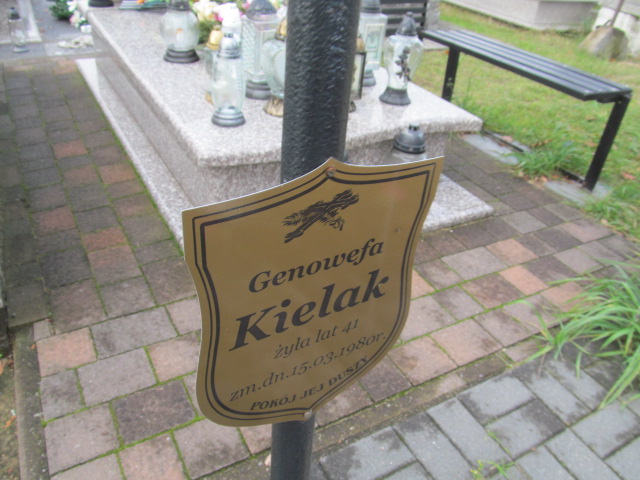 Genowefa
Kielak
żyła lat 41
zm.dn.15.03.1980r.
POKÓJ JEJ DUSZY